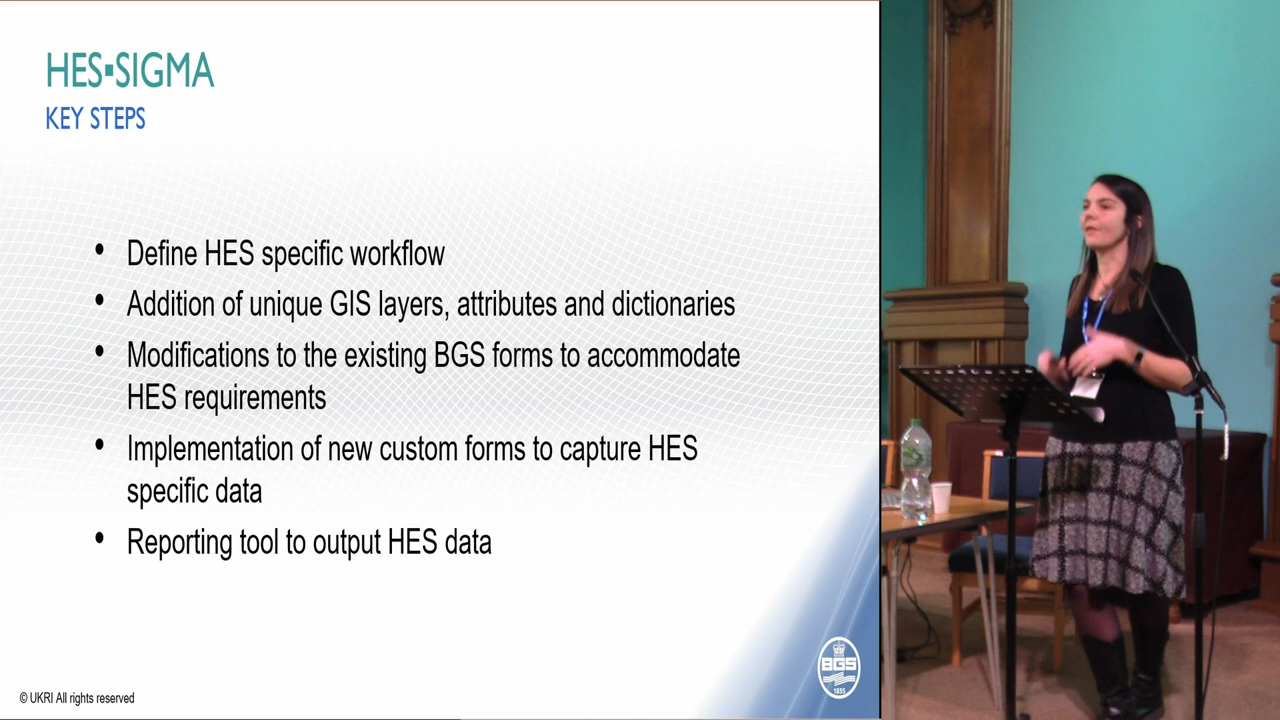 HES▪SIGMA
KEY STEPS
• Define HES specific workflow
• Addition of unique GIS layers, attributes and dictionaries
• Modifications to the existing BGS forms to accommodate
HES requirements
• Implementation of new custom forms to capture HES
specific data
• Reporting tool to output HES data
BGS
1835
© UKRI All rights reserved